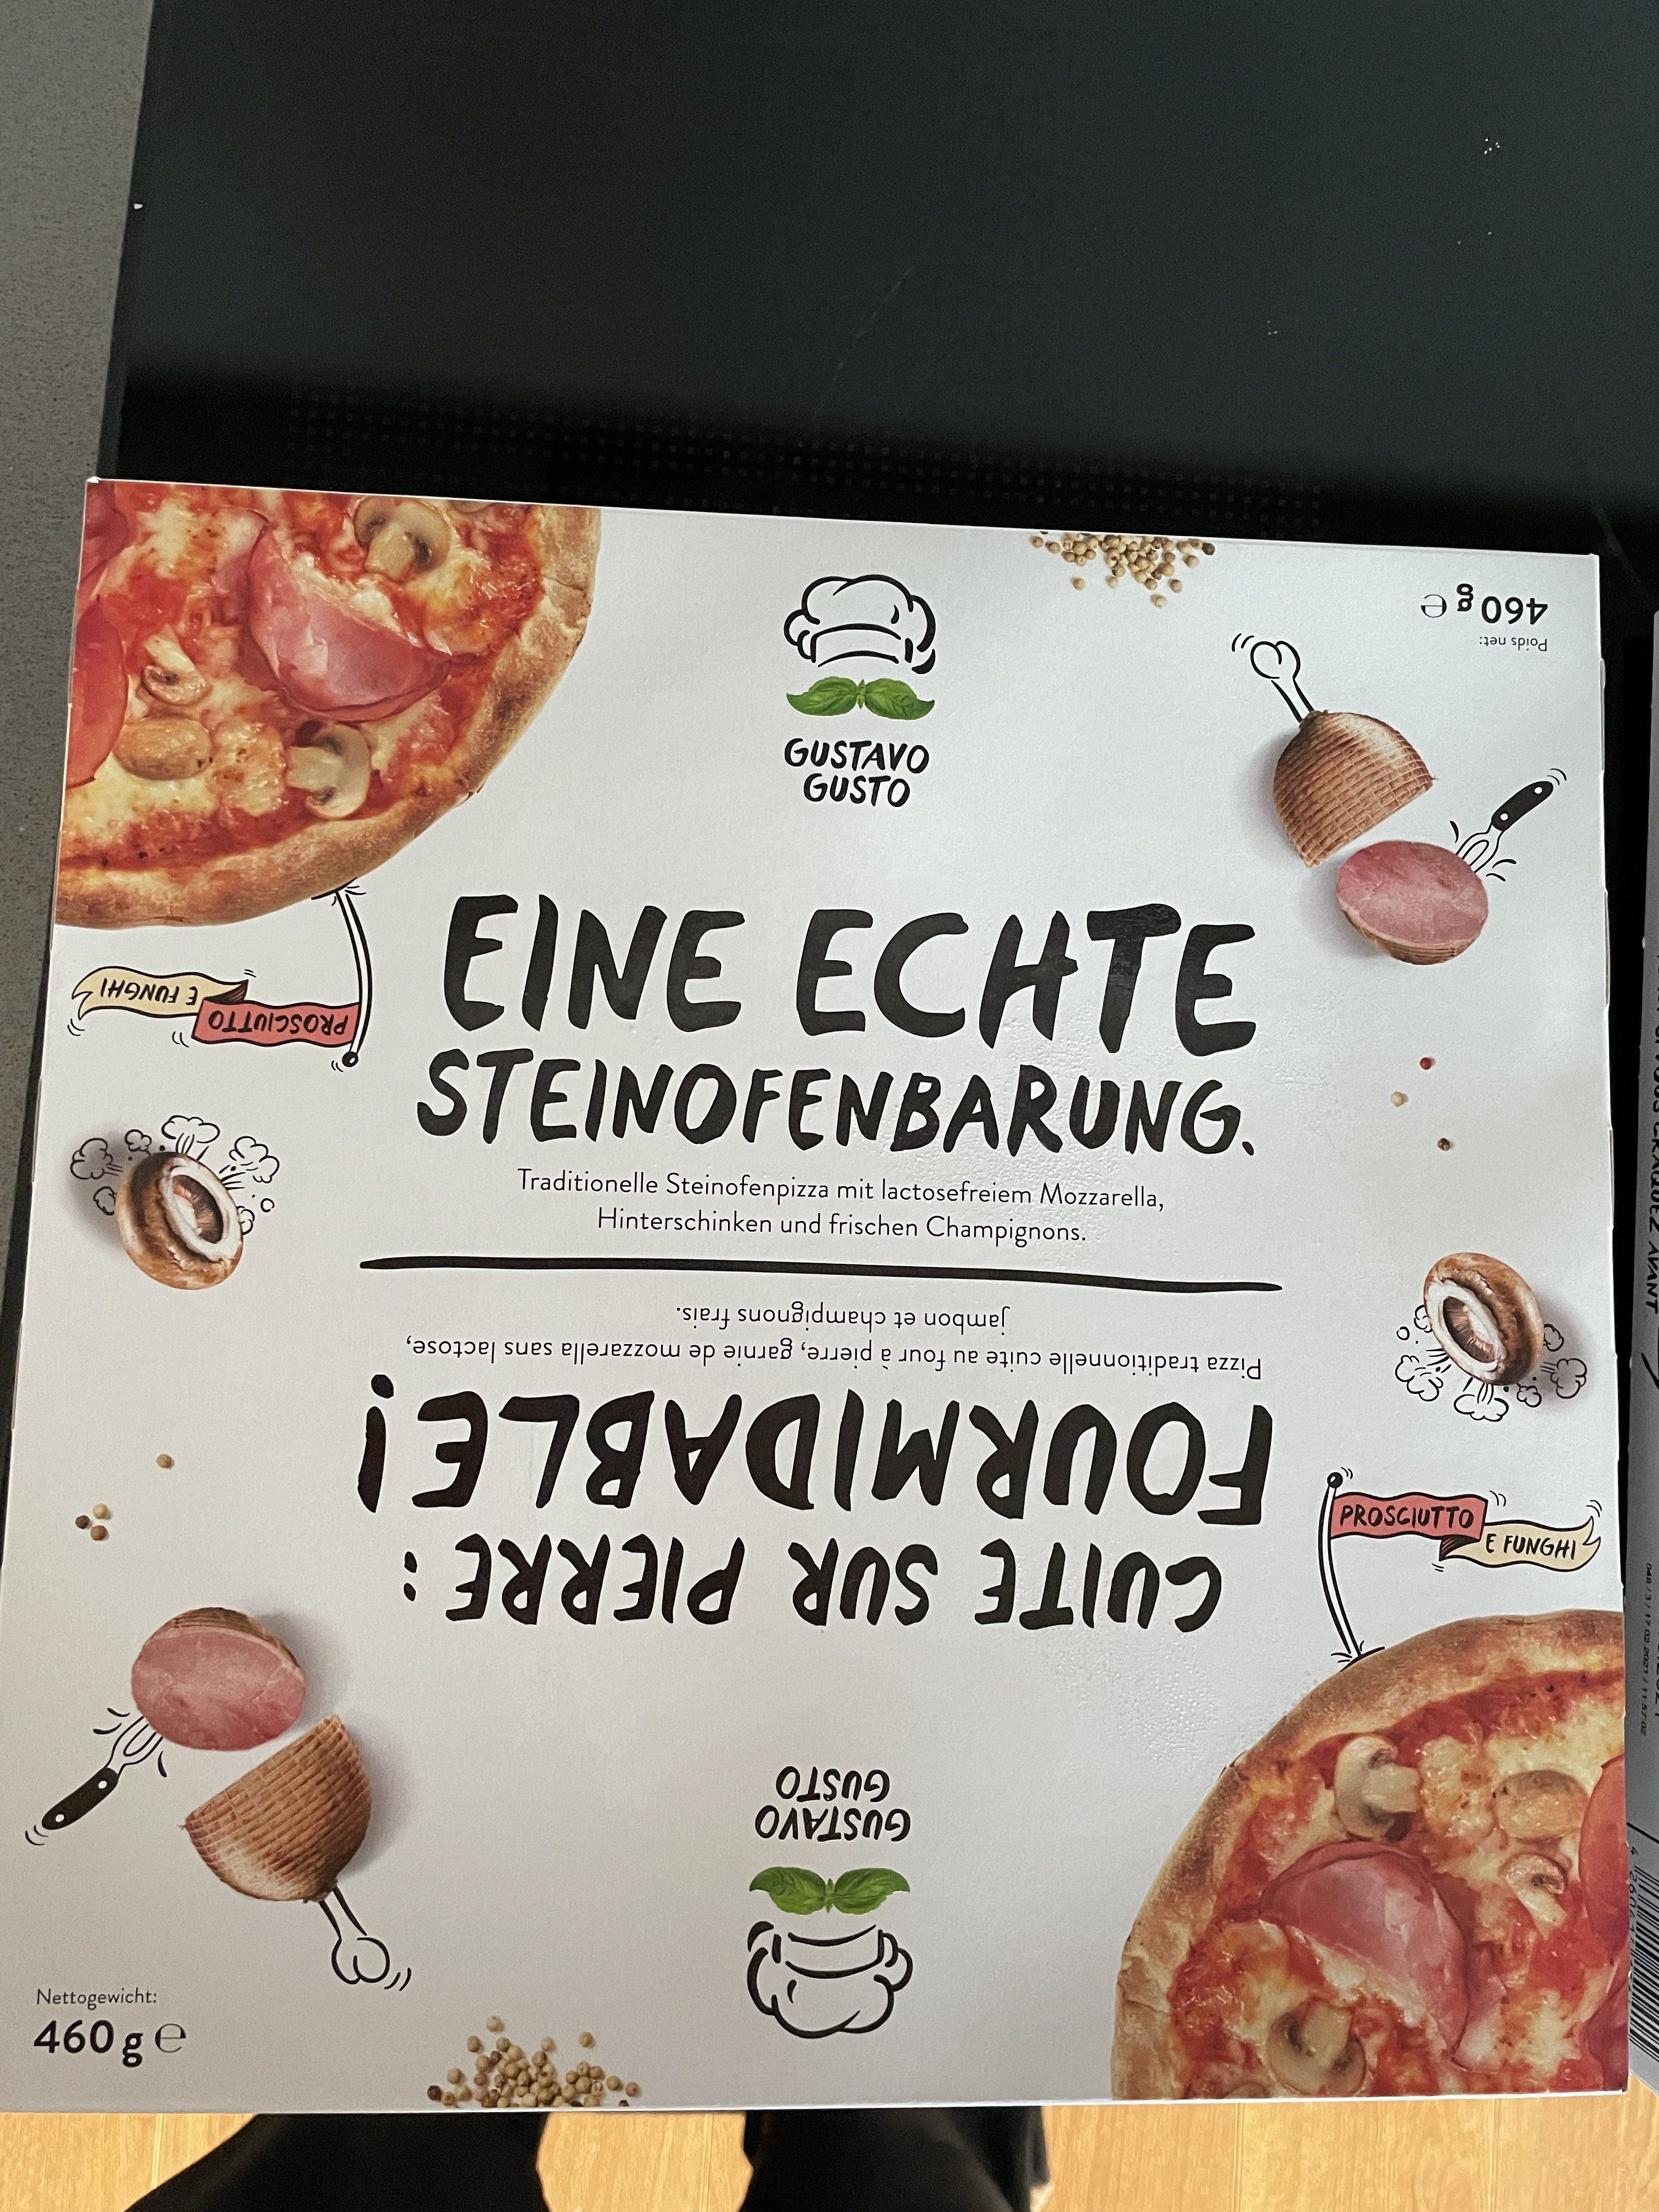 GUSTAVO
GUSTO
460 g ℮
Poids net:
EINE ECHTE
STEINOFENBARUNG.
Traditionelle Steinofenpizza mit lactosefreiem Mozzarella,
Hinterschinken und frischen Champignons.
PROSCIUTTO
E FUNGHI
CUITE SUR PIERRE :
FOURMIDABLE !
Pizza traditionnelle cuite au four à pierre, garnie de mozzarella sans lactose,
jambon et champignons frais.
PROSCIUTTO
E FUNGHI
GUSTAVO
GUSTO
Nettogewicht:
460 g ℮
AVANT